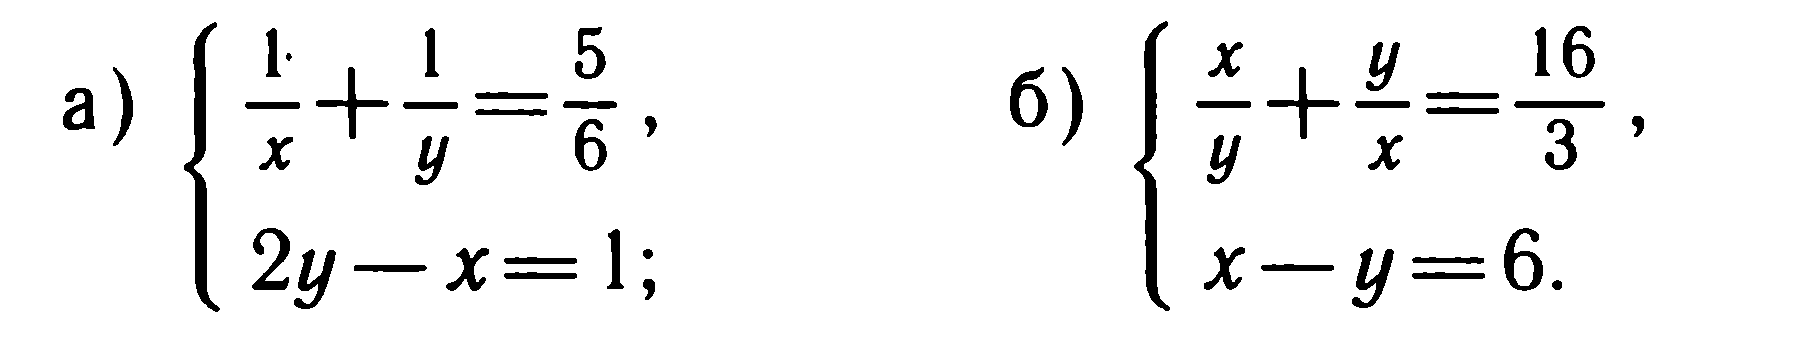 а) { 1/x + 1/y = 5/6,
2y − x = 1;
б) { x/y + y/x = 16/3,
x − y = 6.